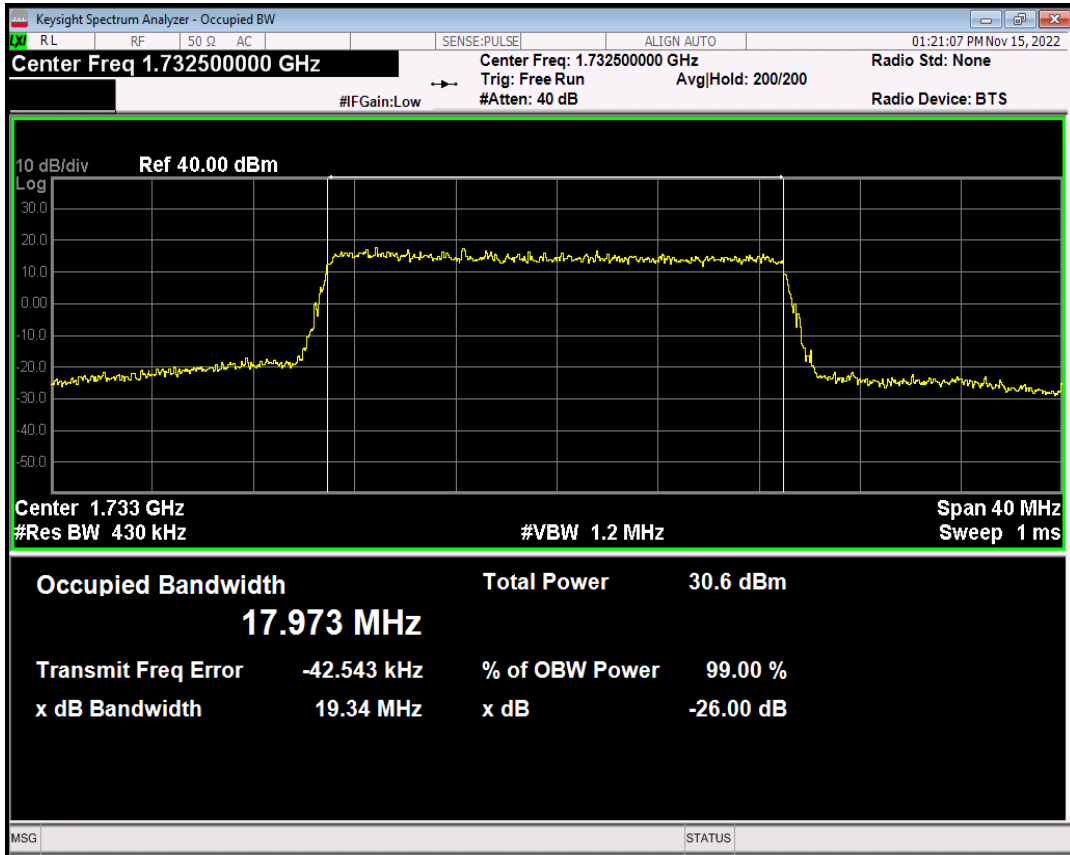 Keysight Spectrum Analyzer - Occupied BW
LXI RL RF 50 Ω AC SENSE:PULSE ALIGN AUTO 01:21:07 PM Nov 15, 2022
Center Freq 1.732500000 GHz Center Freq: 1.732500000 GHz Radio Std: None
Trig: Free Run Avg|Hold: 200/200
#IFGain:Low #Atten: 40 dB Radio Device: BTS
10 dB/div Ref 40.00 dBm
Log
30.0
20.0
10.0
0.00
-10.0
-20.0
-30.0
-40.0
-50.0
Center 1.733 GHz Span 40 MHz
#Res BW 430 kHz #VBW 1.2 MHz Sweep 1 ms
Occupied Bandwidth Total Power 30.6 dBm
17.973 MHz
Transmit Freq Error -42.543 kHz % of OBW Power 99.00 %
x dB Bandwidth 19.34 MHz x dB -26.00 dB
MSG STATUS